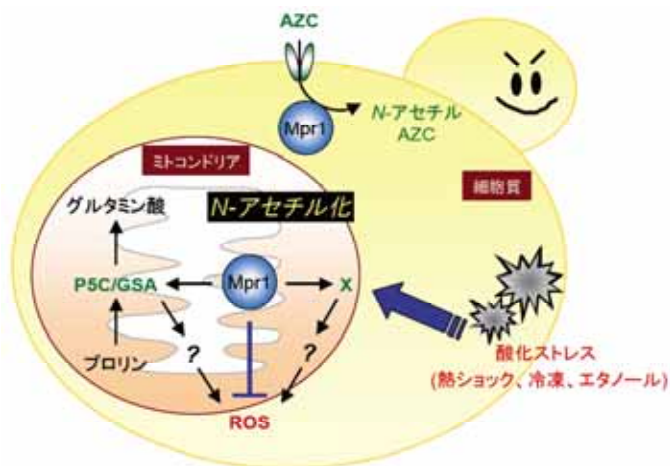 AZC
Mpr1
N-アセチル
AZC
ミトコンドリア
細胞質
グルタミン酸
N-アセチル化
P5C/GSA
Mpr1
X
?
?
プロリン
ROS
酸化ストレス
(熱ショック、冷凍、エタノール)